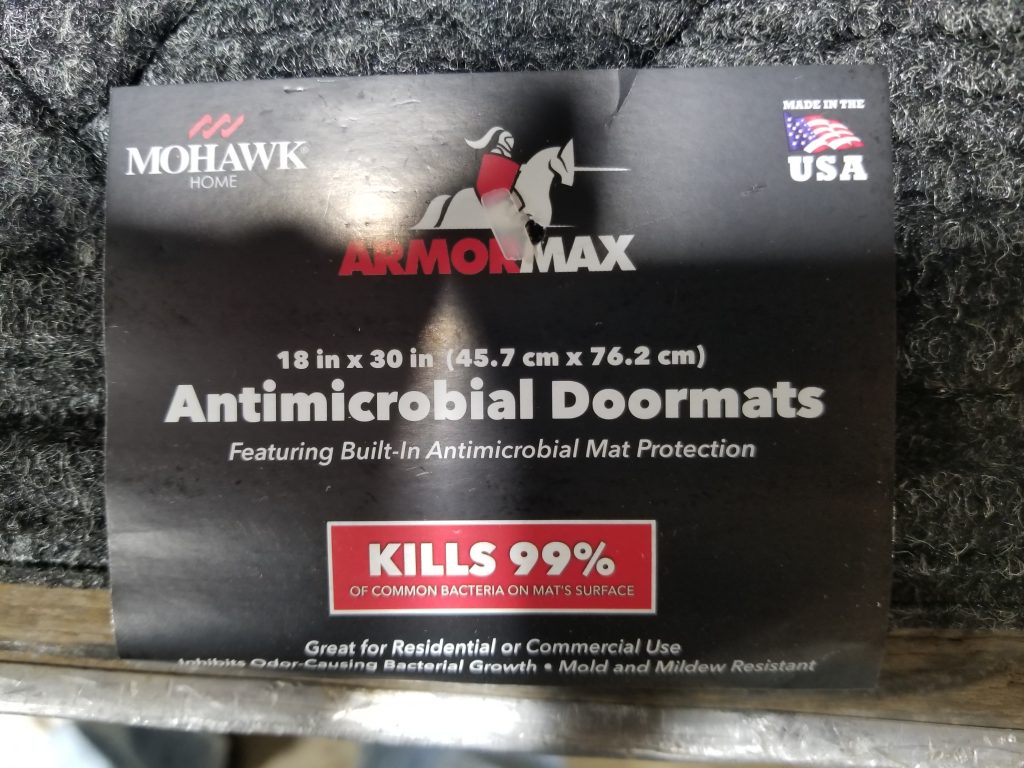 MOHAWK
HOME
MADE IN THE
USA
ARMORMAX
18 in x 30 in (45.7 cm x 76.2 cm)
Antimicrobial Doormats
Featuring Built-In Antimicrobial Mat Protection
KILLS 99%
OF COMMON BACTERIA ON MAT'S SURFACE
Great for Residential or Commercial Use
Inhibits Odor-Causing Bacterial Growth • Mold and Mildew Resistant